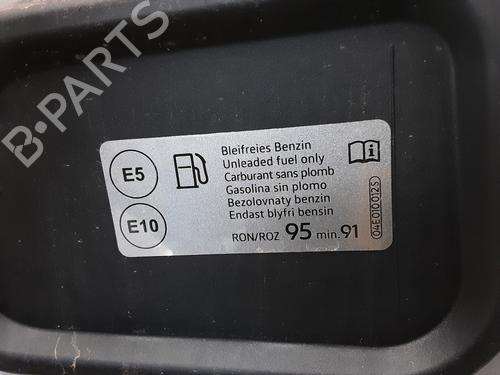 E5
E10
Bleifreies Benzin
Unleaded fuel only
Carburant sans plomb
Gasolina sin plomo
Bezolovnaty benzin
Endast blyfri bensin
RON/ROZ 95 min.91
i
04E010012S
B-PARTS